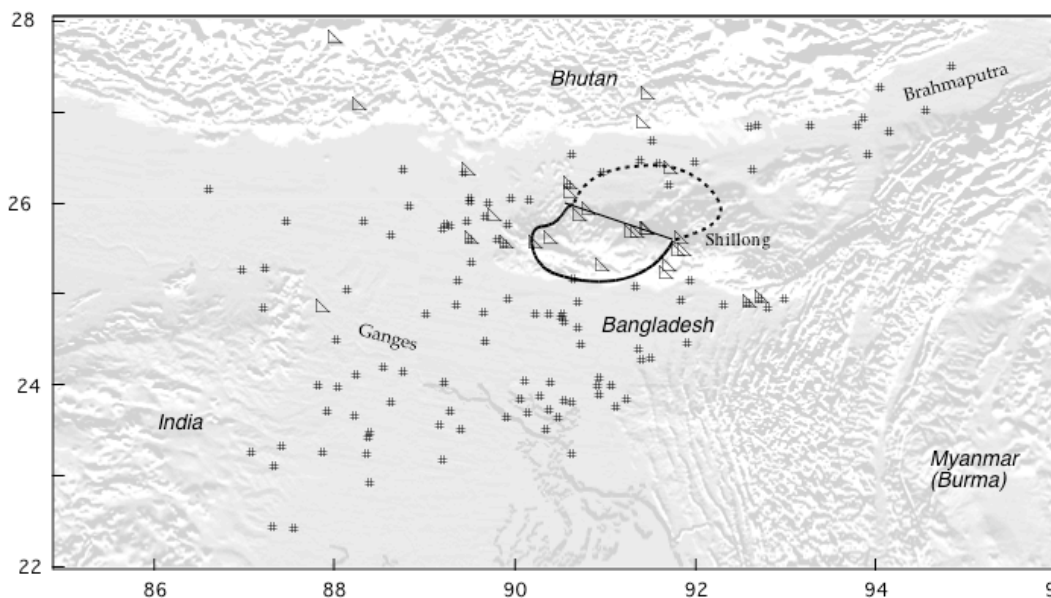 28
Bhutan
Brahmaputra
26
Shillong
Bangladesh
Ganges
24
India
Myanmar
(Burma)
22
86
88
90
92
94